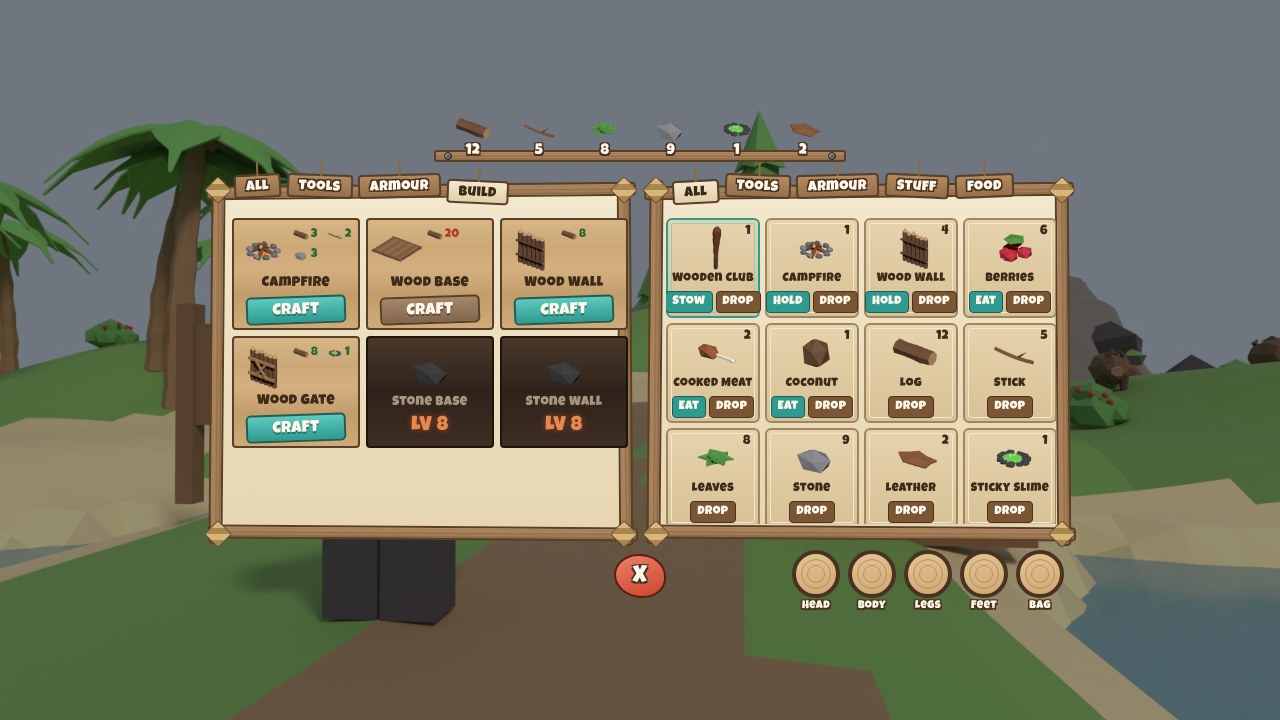 12 5 8 9 1 2
ALL TOOLS ARMOUR BUILD
3 2
3
CAMPFIRE
CRAFT
20
WOOD BASE
CRAFT
8
WOOD WALL
CRAFT
8 1
WOOD GATE
CRAFT
STONE BASE
LV 8
STONE WALL
LV 8
ALL TOOLS ARMOUR STUFF FOOD
1
WOODEN CLUB
STOW DROP
1
CAMPFIRE
HOLD DROP
4
WOOD WALL
HOLD DROP
6
BERRIES
EAT DROP
2
COOKED MEAT
EAT DROP
1
COCONUT
EAT DROP
12
LOG
DROP
5
STICK
DROP
8
LEAVES
DROP
9
STONE
DROP
2
LEATHER
DROP
1
STICKY SLIME
DROP
X
HEAD BODY LEGS FEET BAG